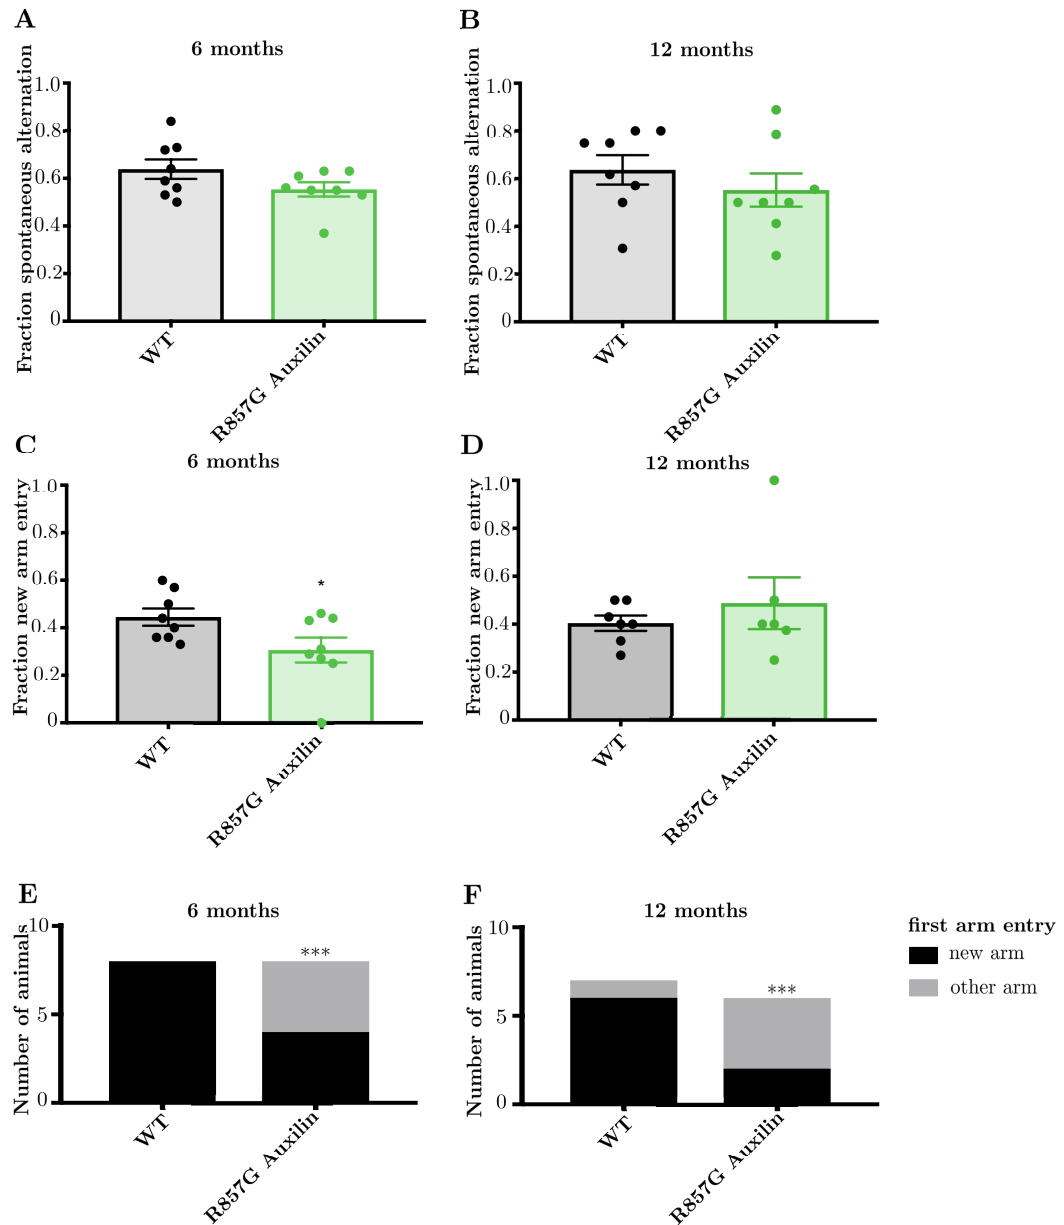 A
6 months
Fraction spontaneous alternation
1.0
0.8
0.6
0.4
0.2
0
WT
R857G Auxilin
B
12 months
Fraction spontaneous alternation
1.0
0.8
0.6
0.4
0.2
0
WT
R857G Auxilin
C
6 months
Fraction new arm entry
1.0
0.8
0.6
0.4
0.2
0
*
WT
R857G Auxilin
D
12 months
Fraction new arm entry
1.0
0.8
0.6
0.4
0.2
0
WT
R857G Auxilin
E
6 months
Number of animals
10
5
0
***
WT
R857G Auxilin
F
12 months
Number of animals
10
5
0
***
WT
R857G Auxilin
first arm entry
new arm
other arm